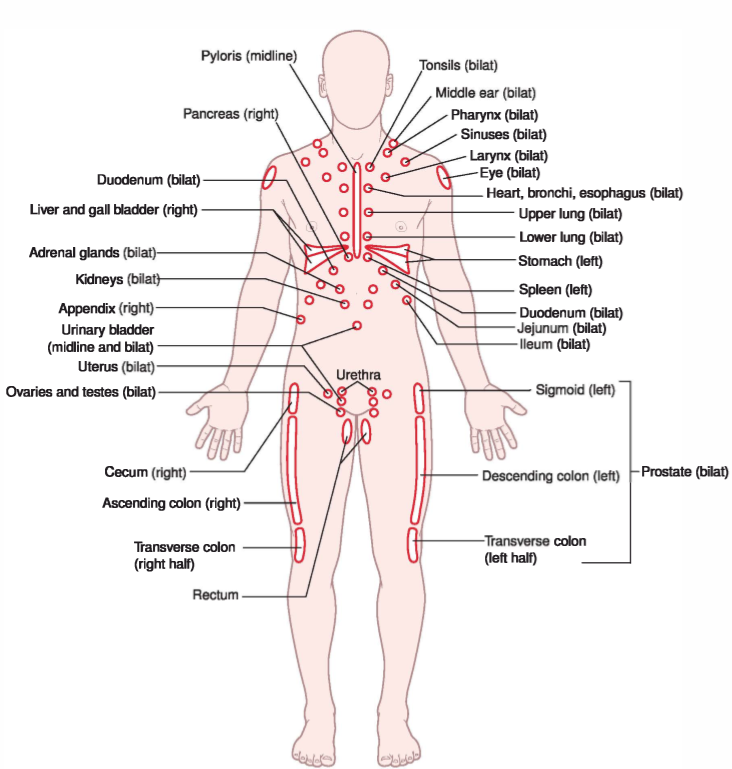 Pyloris (midline)
Tonsils (bilat)
Middle ear (bilat)
Pancreas (right)
Pharynx (bilat)
Sinuses (bilat)
Larynx (bilat)
Eye (bilat)
Duodenum (bilat)
Heart, bronchi, esophagus (bilat)
Liver and gall bladder (right)
Upper lung (bilat)
Lower lung (bilat)
Adrenal glands (bilat)
Stomach (left)
Kidneys (bilat)
Spleen (left)
Appendix (right)
Duodenum (bilat)
Jejunum (bilat)
Urinary bladder
(midline and bilat)
Ileum (bilat)
Uterus (bilat)
Urethra
Ovaries and testes (bilat)
Sigmoid (left)
Cecum (right)
Descending colon (left)
Prostate (bilat)
Ascending colon (right)
Transverse colon
(right half)
Transverse colon
(left half)
Rectum